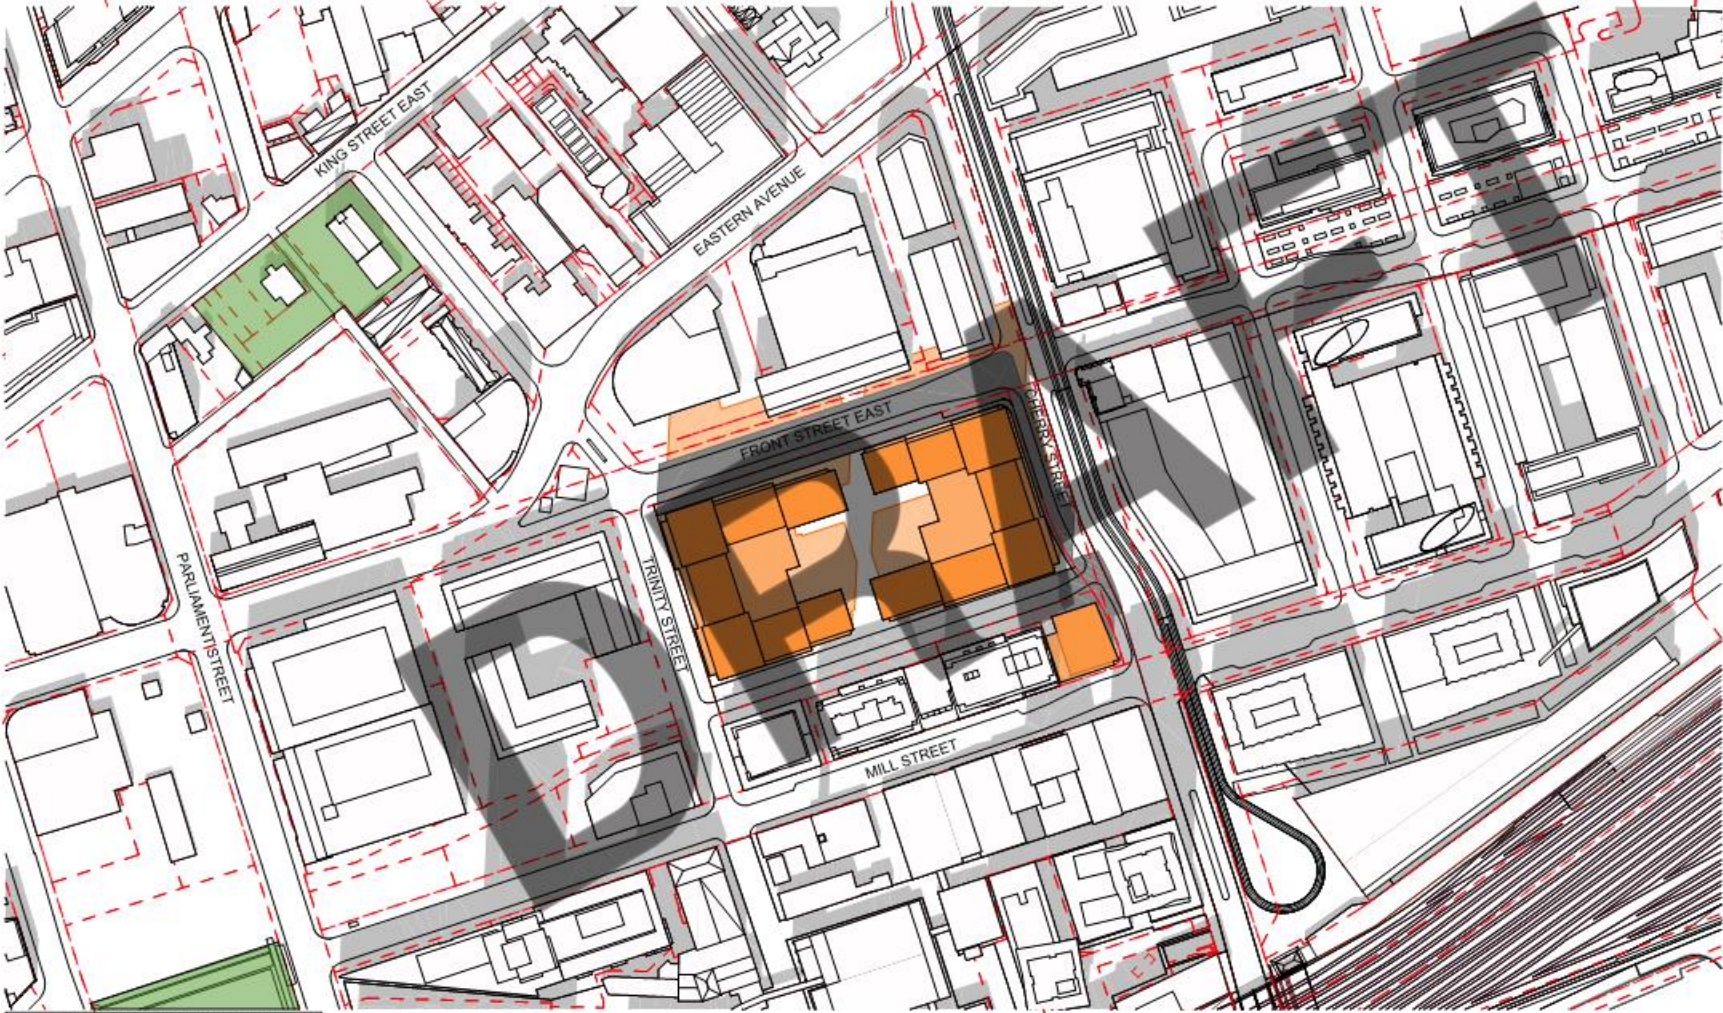 KING STREET EAST
EASTERN AVENUE
FRONT STREET EAST
CHERRY STREET
TRINITY STREET
PARLIAMENT STREET
MILL STREET
DRAFT